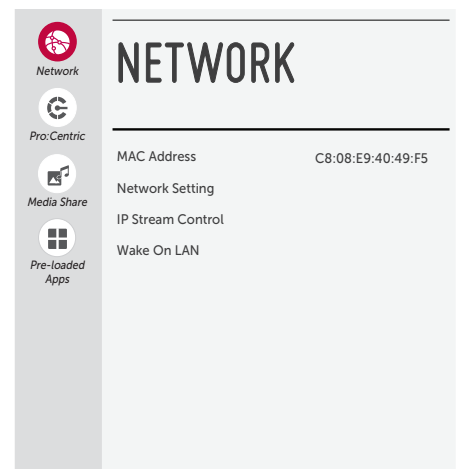 Network
Pro:Centric
Media Share
Pre-loaded
Apps
NETWORK
MAC Address C8:08:E9:40:49:F5
Network Setting
IP Stream Control
Wake On LAN